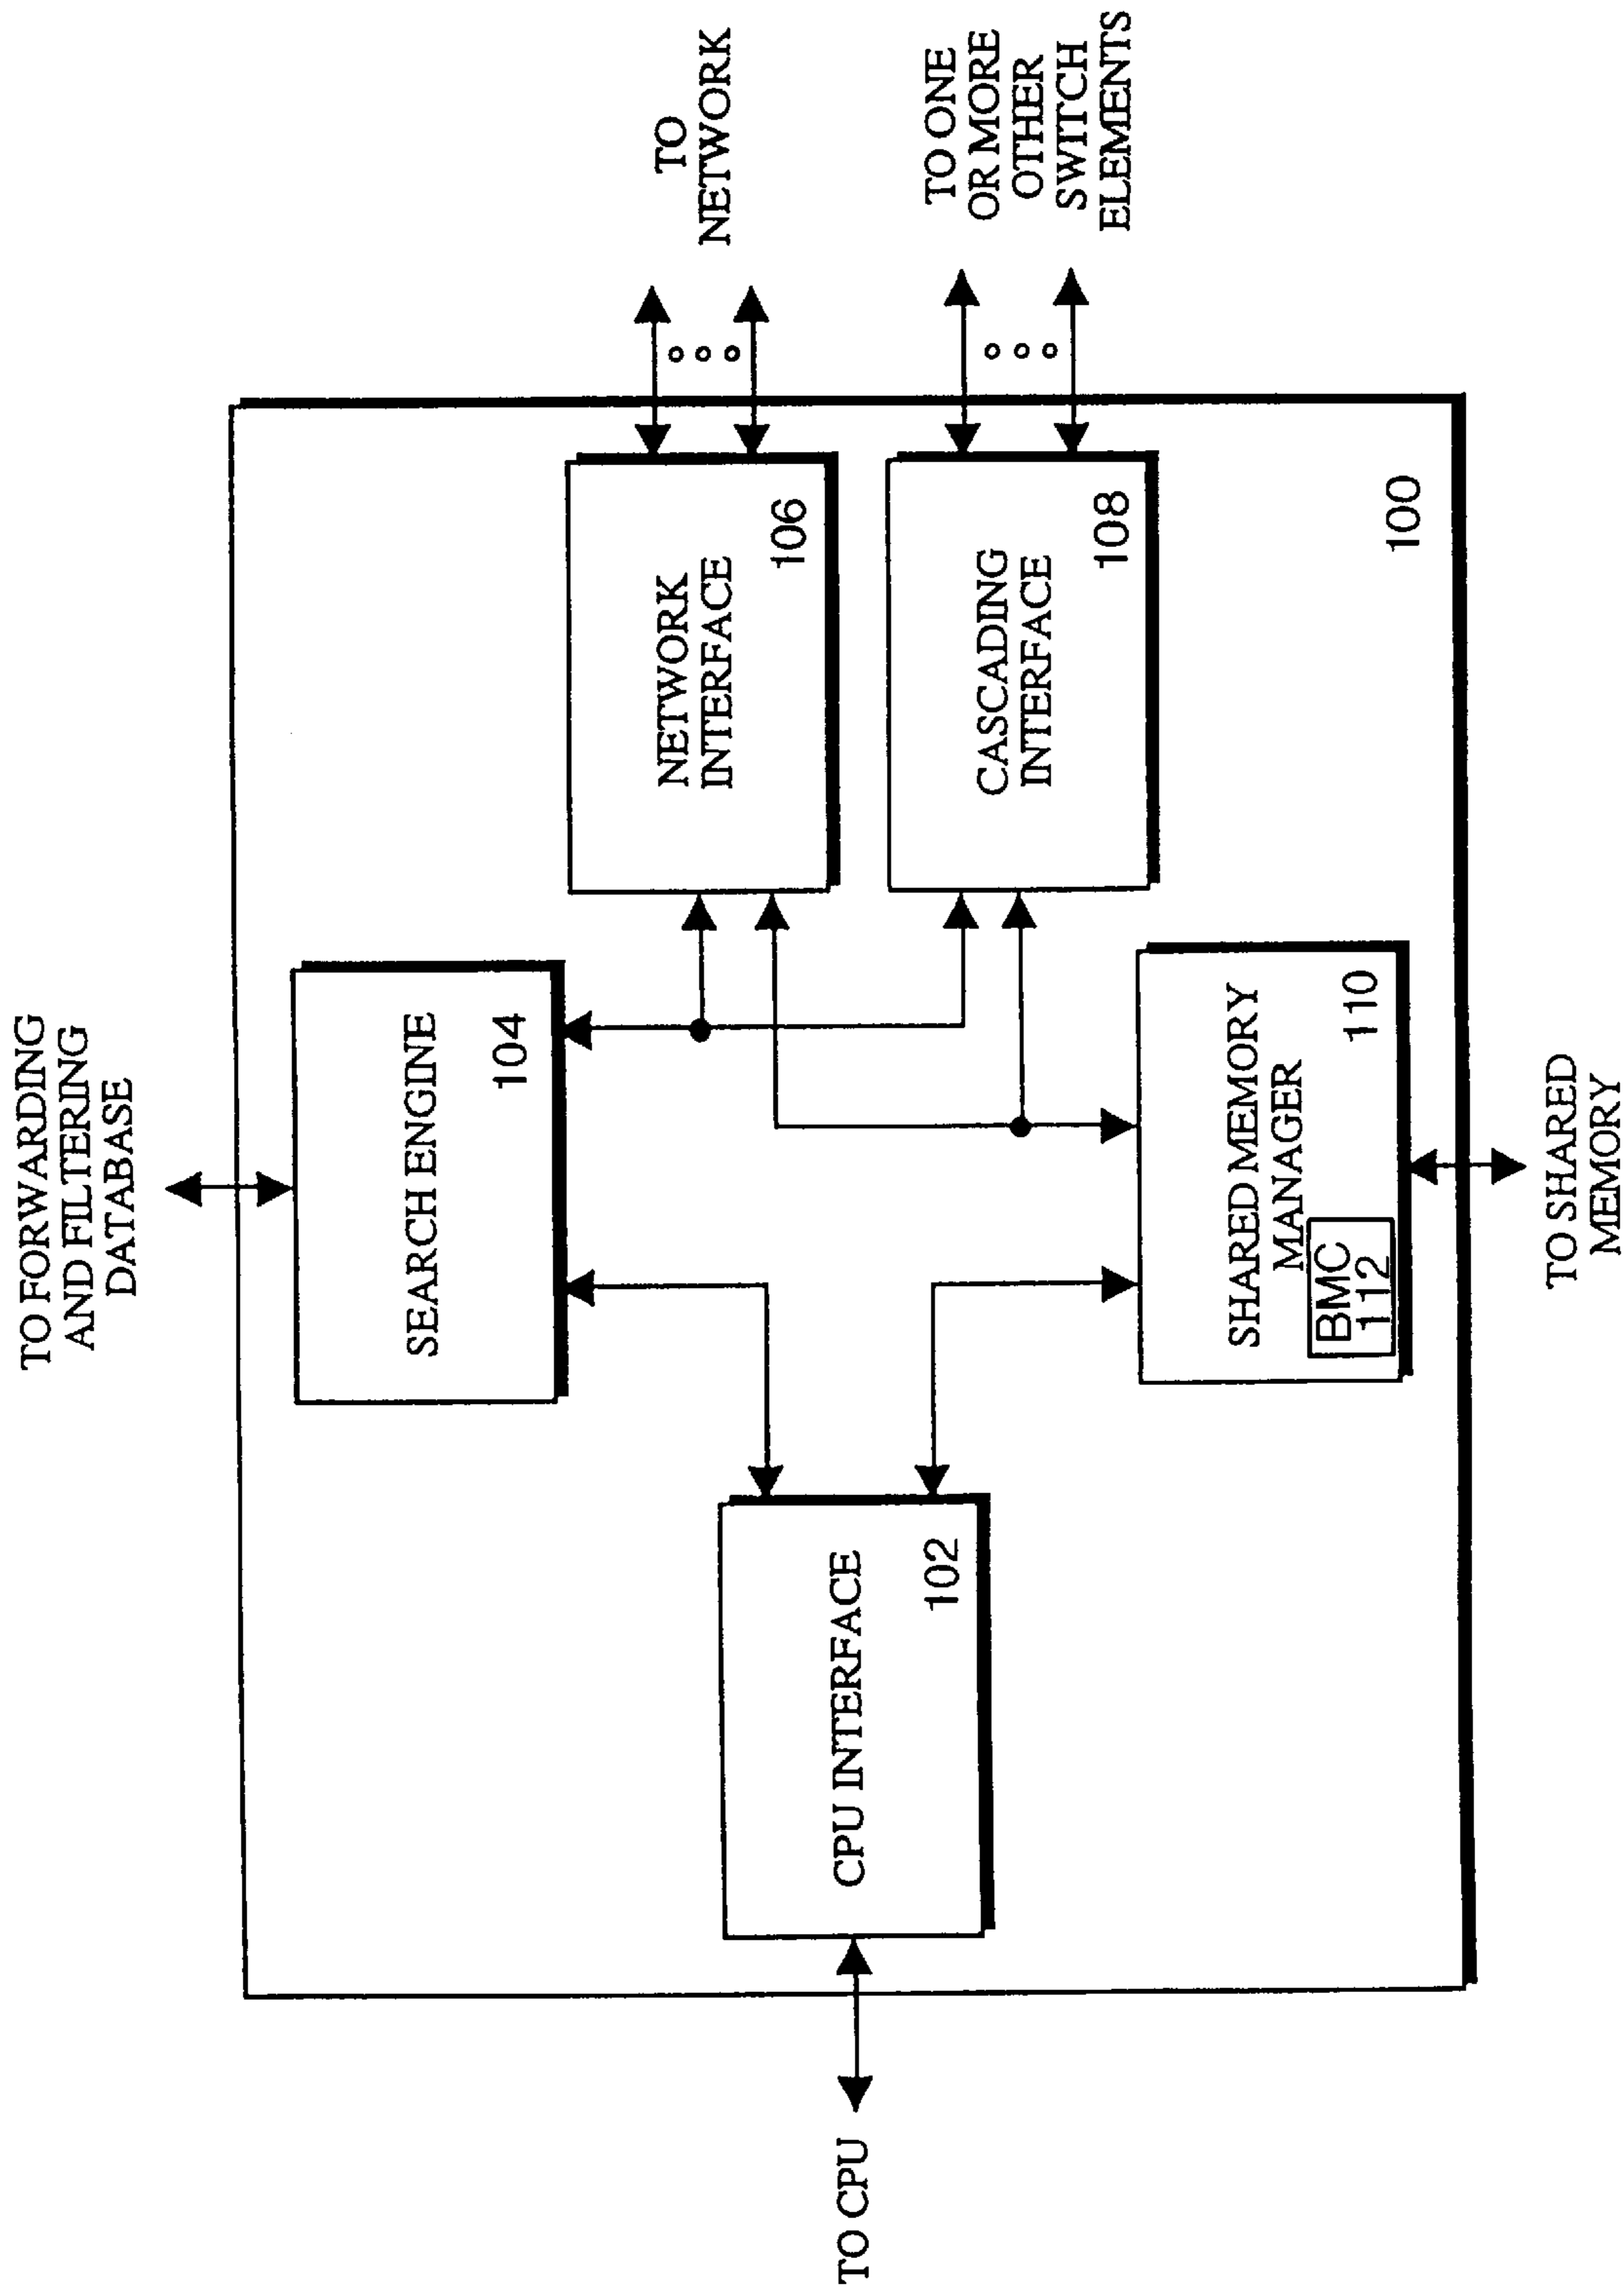 TO FORWARDING
AND FILTERING
DATABASE
SEARCH ENGINE
104
TO CPU
CPU INTERFACE
102
NETWORK
INTERFACE
106
TO
NETWORK
CASCADING
INTERFACE
108
TO ONE
OR MORE
OTHER
SWITCH
ELEMENTS
SHARED MEMORY
MANAGER
110
BMC
112
100
TO SHARED
MEMORY